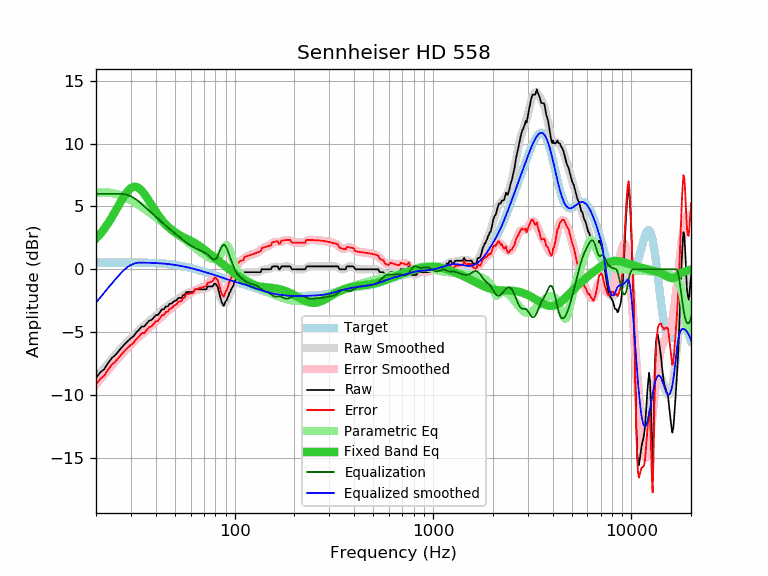 Sennheiser HD 558
15
10
5
0
−5
−10
−15
Amplitude (dBr)
Target
Raw Smoothed
Error Smoothed
Raw
Error
Parametric Eq
Fixed Band Eq
Equalization
Equalized smoothed
100
1000
10000
Frequency (Hz)